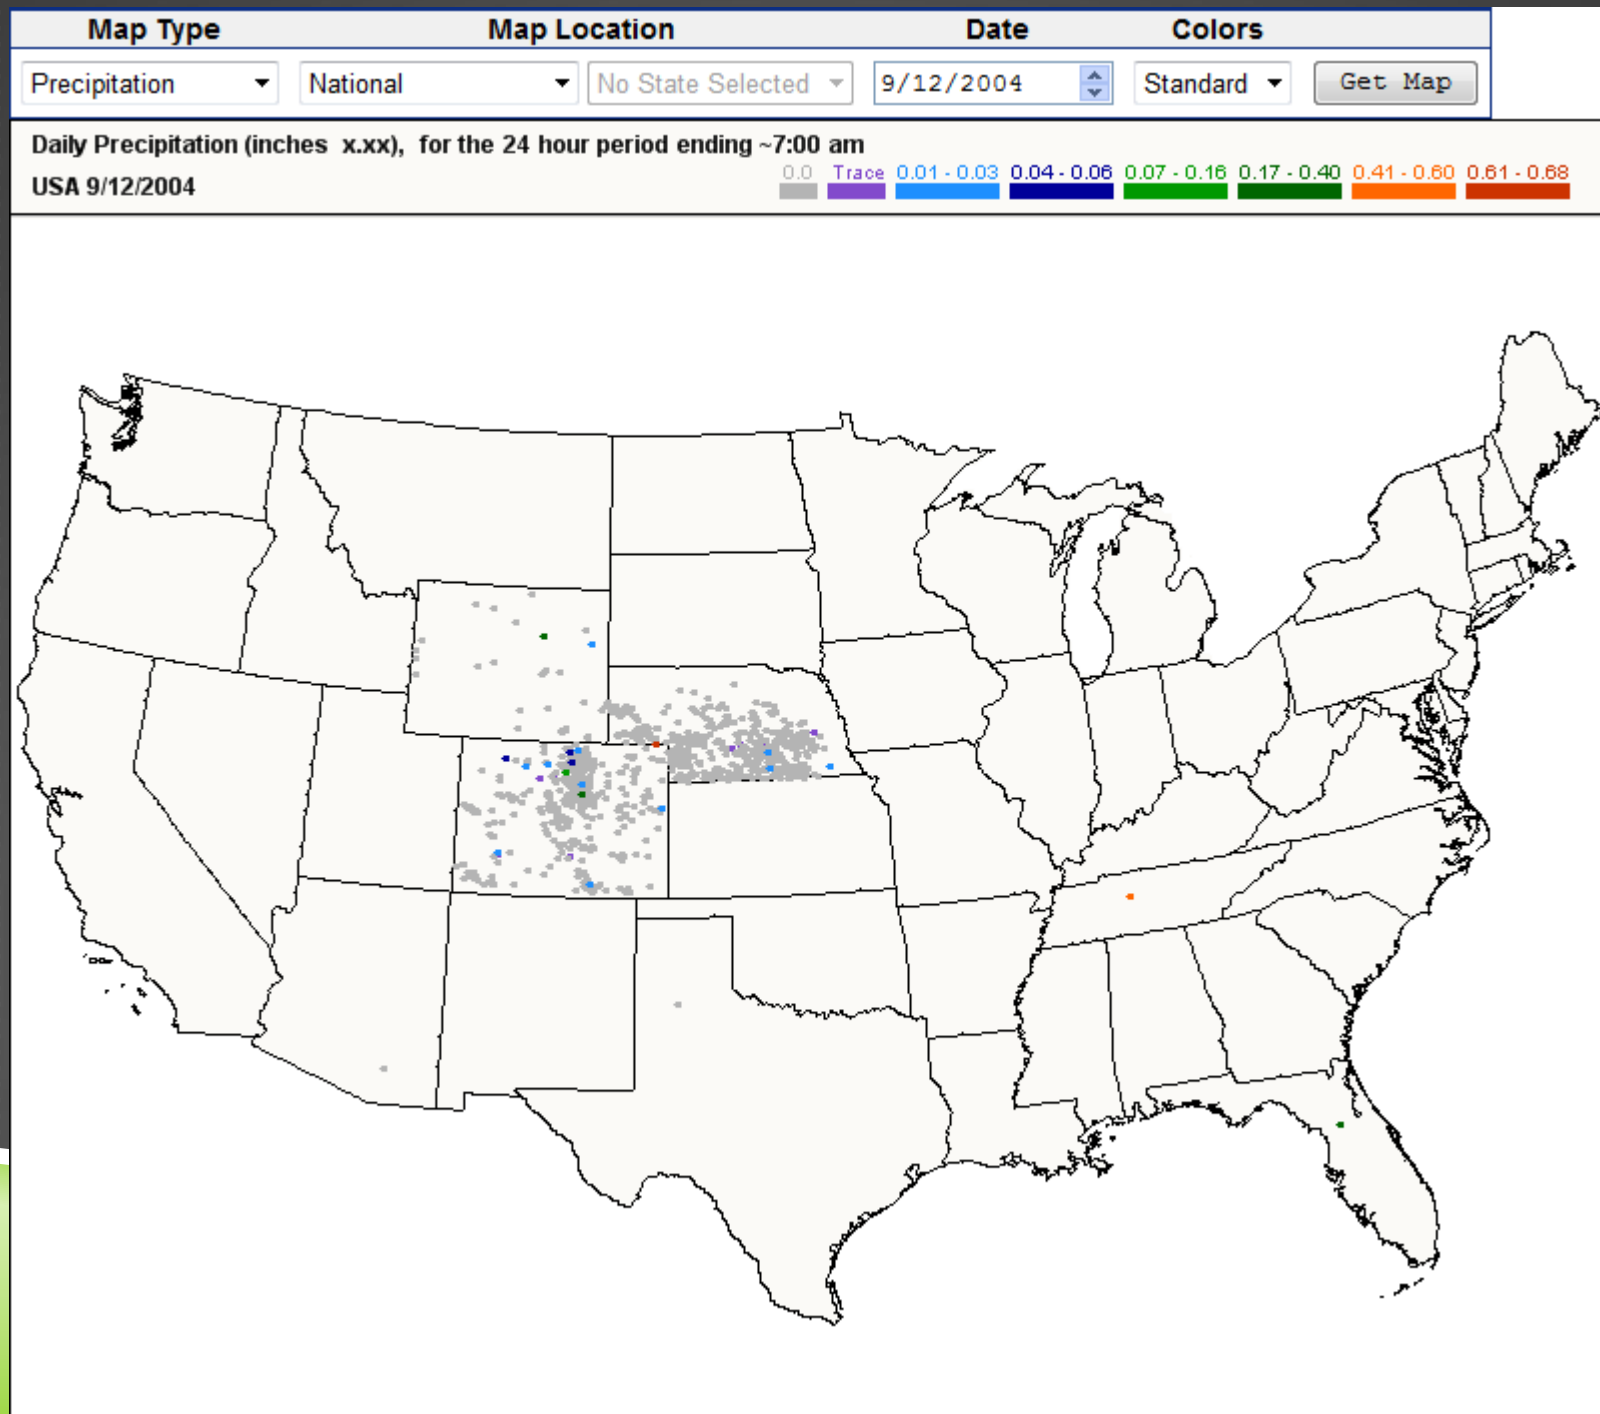 Map Type Map Location Date Colors
Precipitation National No State Selected 9/12/2004 Standard Get Map
Daily Precipitation (inches x.xx), for the 24 hour period ending ~7:00 am
USA 9/12/2004
0.0 Trace 0.01 - 0.03 0.04 - 0.06 0.07 - 0.16 0.17 - 0.40 0.41 - 0.60 0.61 - 0.68